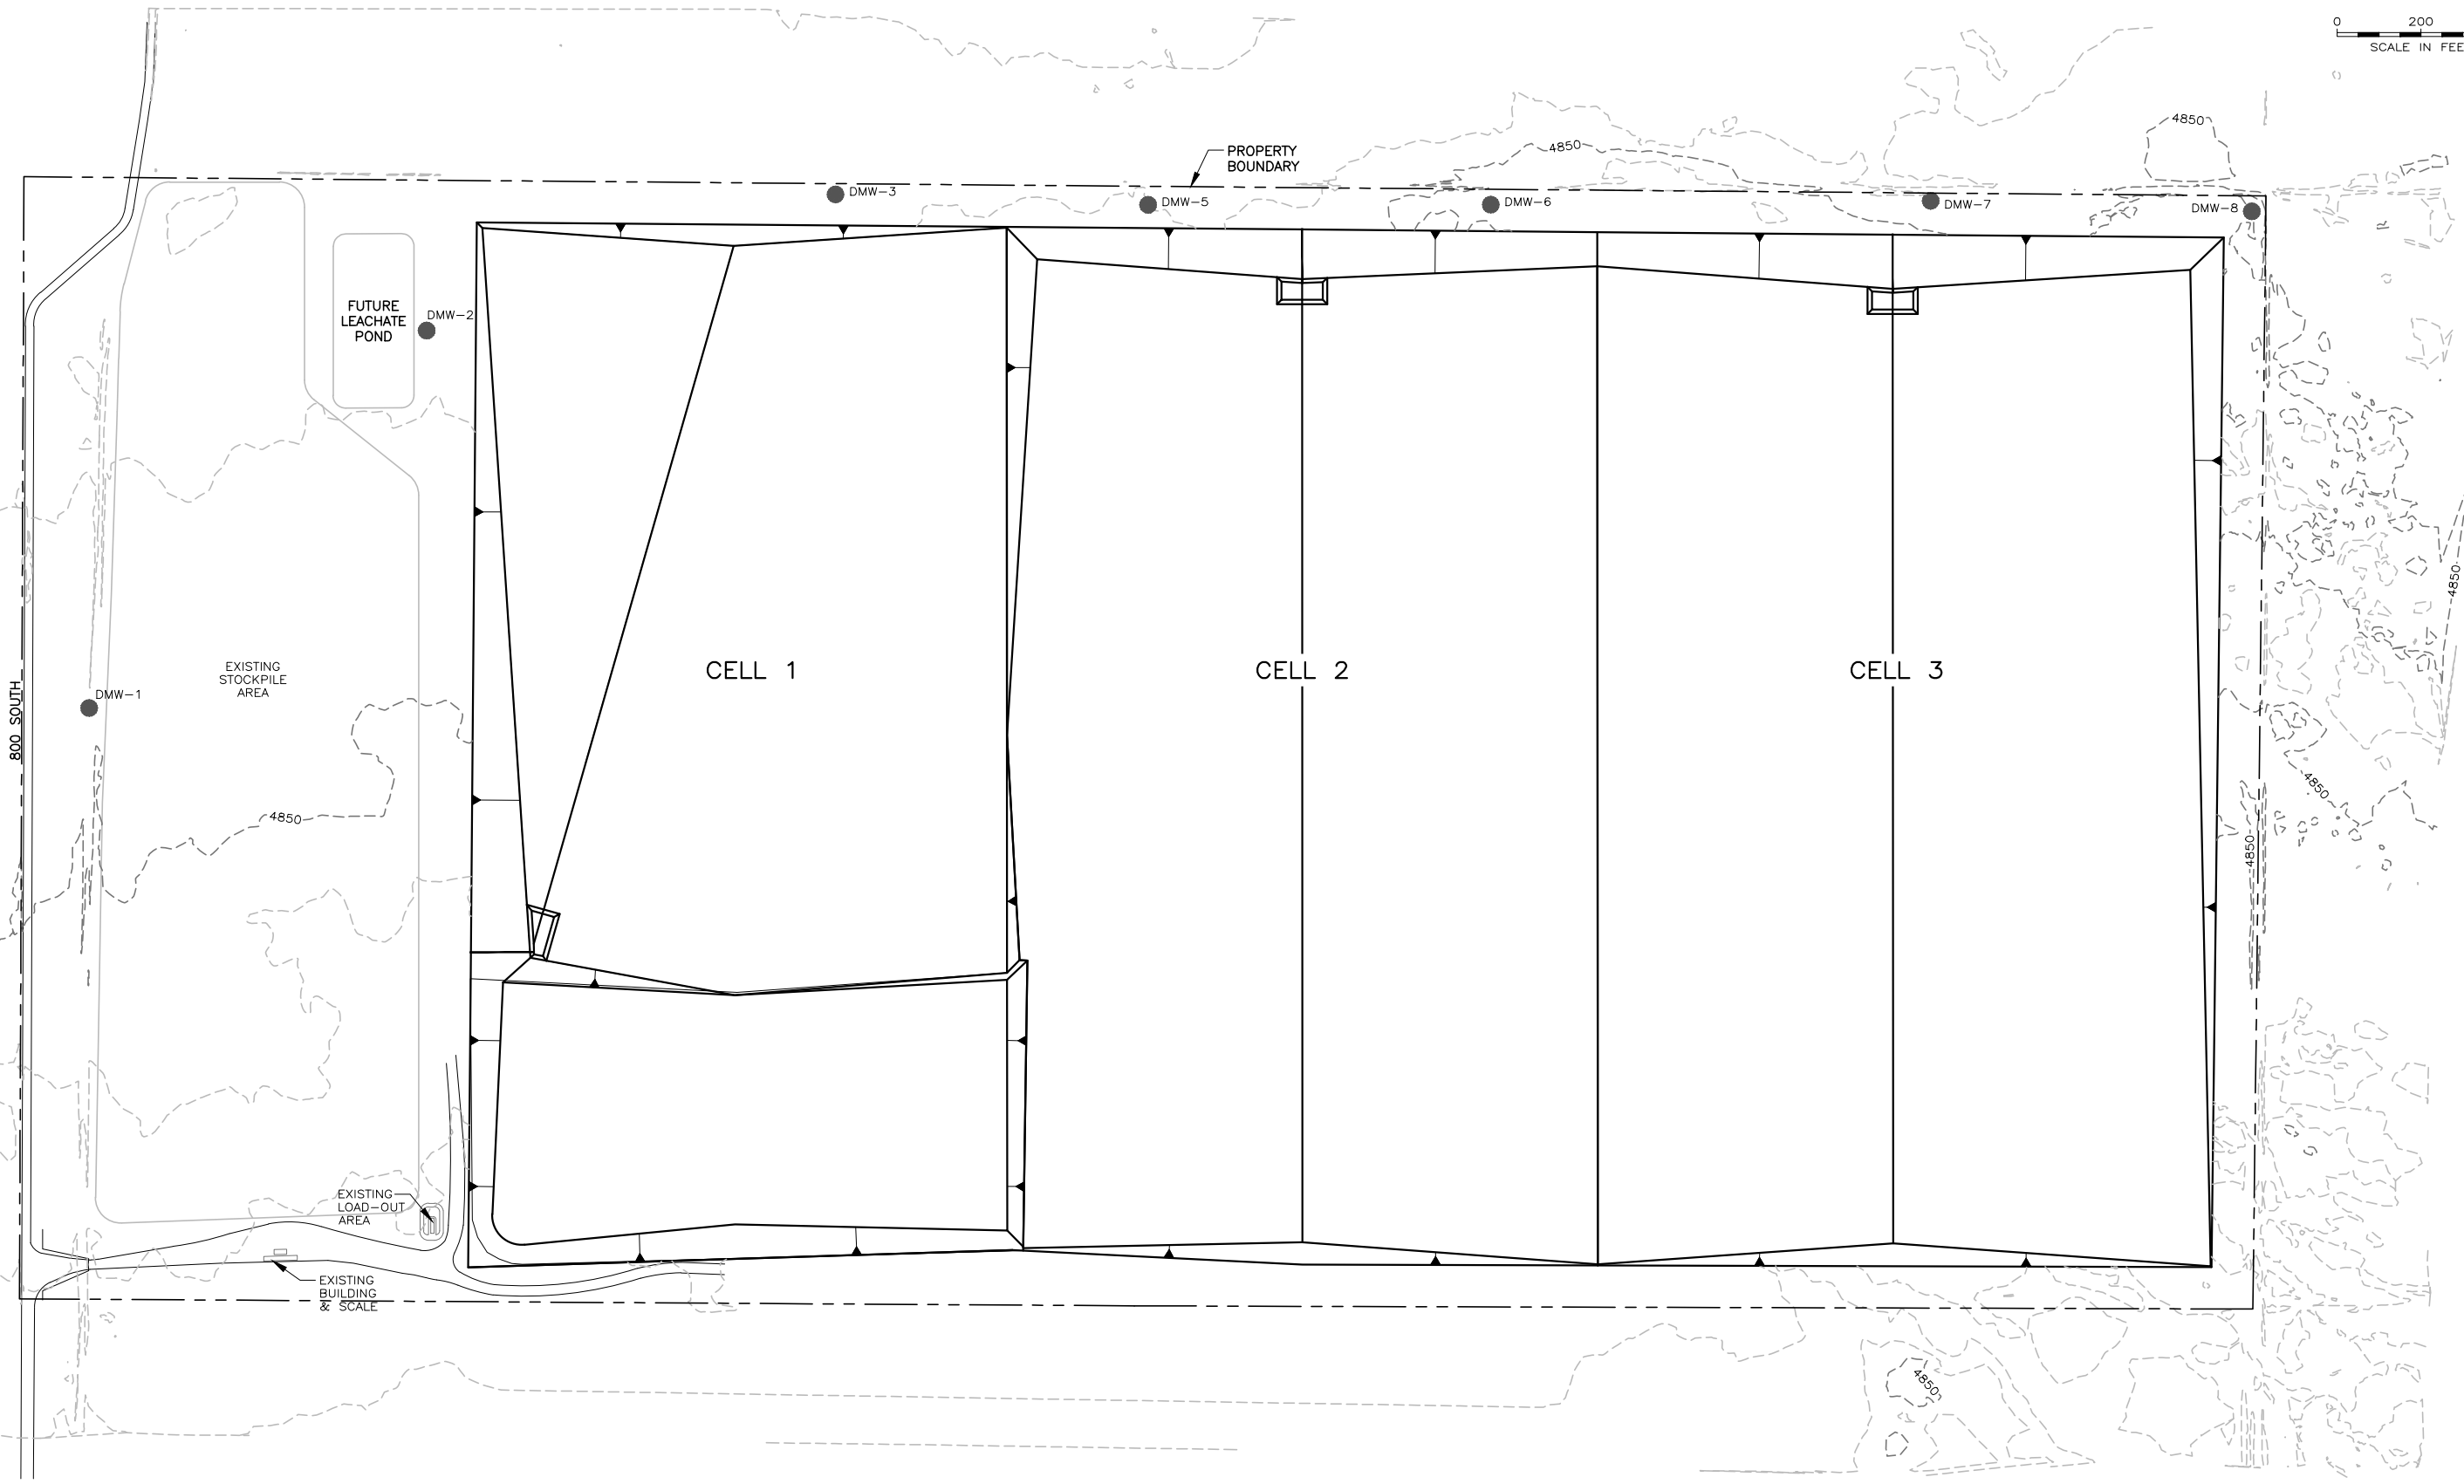 0 200
SCALE IN FEE
4850
4850
PROPERTY
BOUNDARY
DMW-3
DMW-5
DMW-6
DMW-7
DMW-8
FUTURE
LEACHATE
POND
DMW-2
4850
EXISTING
STOCKPILE
AREA
CELL 1
CELL 2
CELL 3
DMW-1
800 SOUTH
4850
4850
4850
EXISTING
LOAD-OUT
AREA
EXISTING
BUILDING
& SCALE
4850